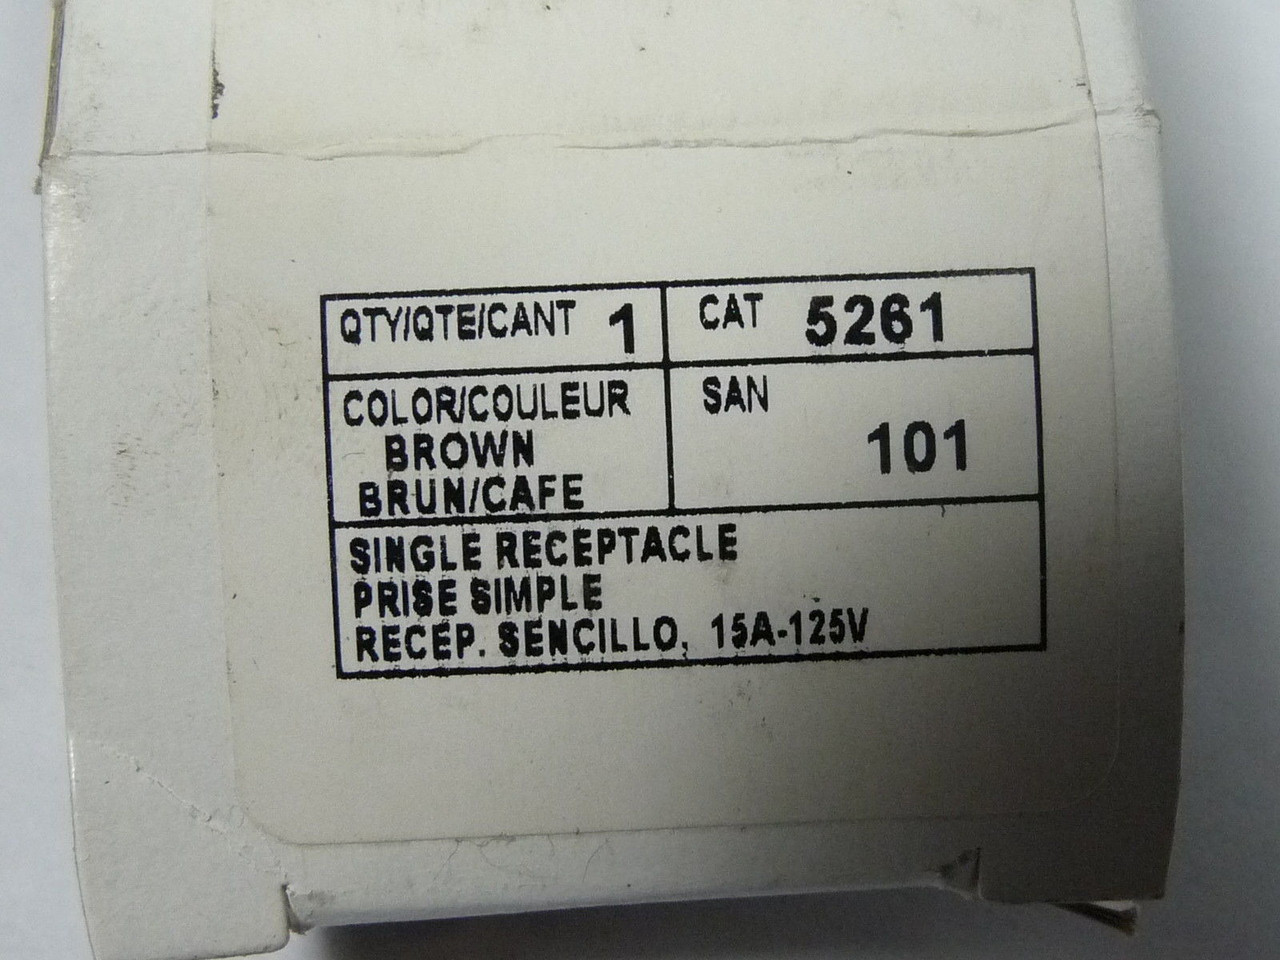 QTY/QTE/CANT 1 CAT 5261
COLOR/COULEUR SAN
BROWN 101
BRUN/CAFE
SINGLE RECEPTACLE
PRISE SIMPLE
RECEP. SENCILLO, 15A-125V